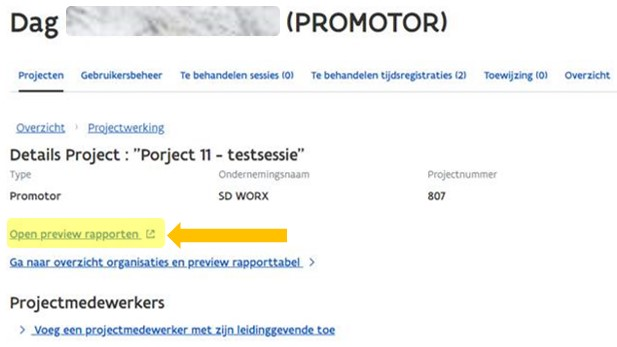 Dag (PROMOTOR)
Projecten Gebruikersbeheer Te behandelen sessies (0) Te behandelen tijdsregistraties (2) Toewijzing (0) Overzicht
Overzicht > Projectwerking
Details Project : "Porject 11 - testsessie"
Type Ondernemingsnaam Projectnummer
Promotor SD WORX 807
Open preview rapporten
Ga naar overzicht organisaties en preview rapporttabel >
Projectmedewerkers
> Voeg een projectmedewerker met zijn leidinggevende toe